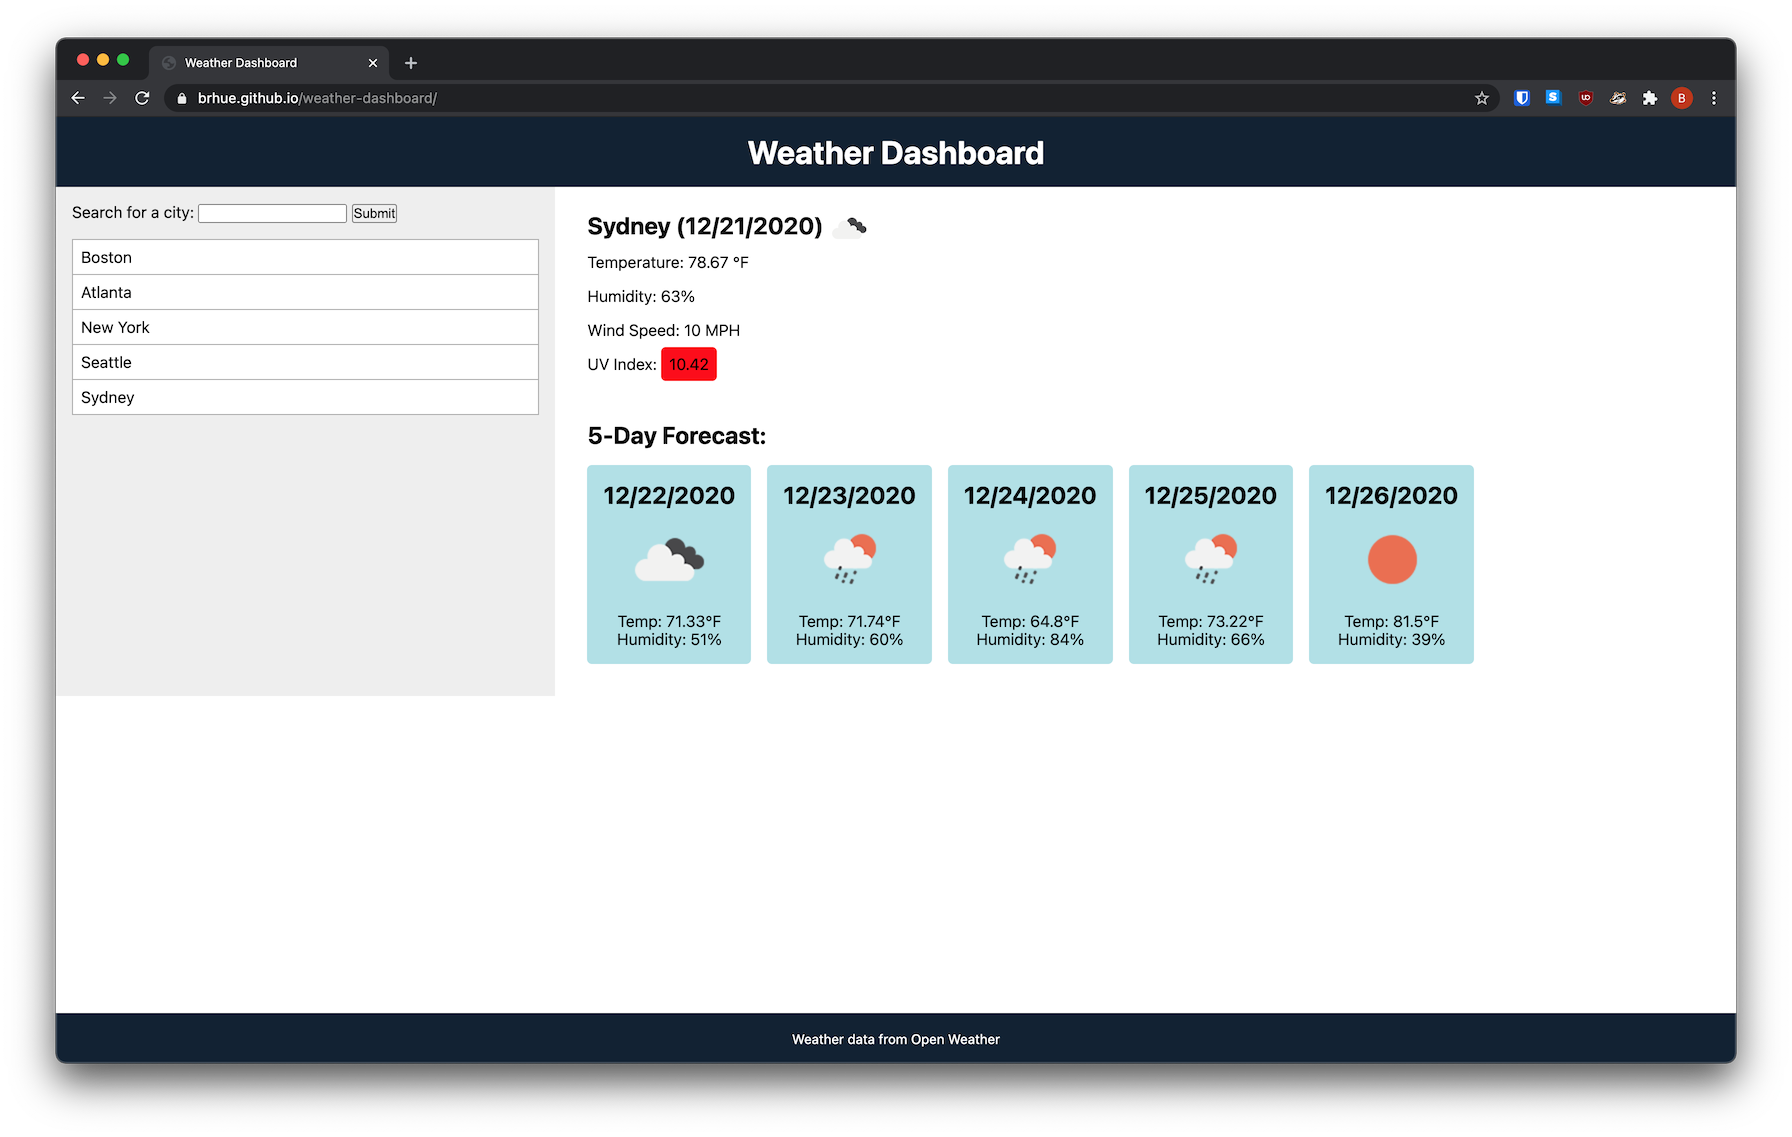 Weather Dashboard
brhue.github.io/weather-dashboard/
S
B
Weather Dashboard
Search for a city: Submit
Boston
Atlanta
New York
Seattle
Sydney
Sydney (12/21/2020)
Temperature: 78.67 °F
Humidity: 63%
Wind Speed: 10 MPH
UV Index: 10.42
5-Day Forecast:
12/22/2020
Temp: 71.33°F
Humidity: 51%
12/23/2020
Temp: 71.74°F
Humidity: 60%
12/24/2020
Temp: 64.8°F
Humidity: 84%
12/25/2020
Temp: 73.22°F
Humidity: 66%
12/26/2020
Temp: 81.5°F
Humidity: 39%
Weather data from Open Weather